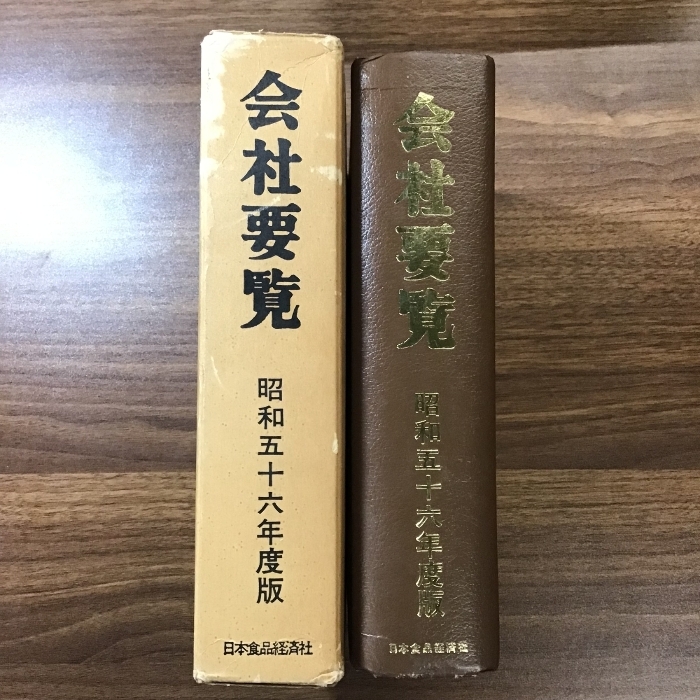 会社要覧
昭和五十六年度版
日本食品経済社
会社要覧
昭和五十六年度版
日本食品経済社